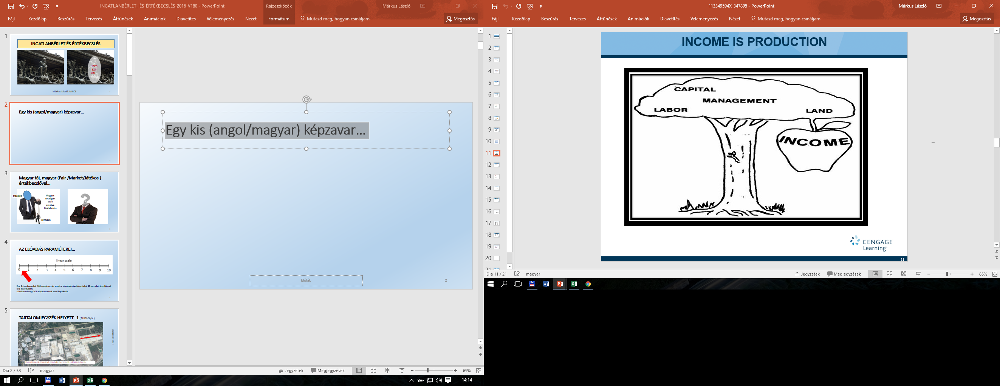 INGATLANBÉRLET_ ÉS_ÉRTÉKBECSLÉS_2016_V180 - PowerPoint
Rajzeszközök
Márkus László
Fájl
Kezdőlap
Beszúrás
Tervezés
Áttűnések
Animációk
Diavetítés
Véleményezés
Nézet
Formátum
Mutasd meg, hogyan csináljam
Megosztás
1
INGATLANBÉRLET ÉS ÉRTÉKBECSLÉS
HELY
SZI
NEL...
Márkus László. MRICS
2
Egy kis (angol/magyar) képzavar...
3
Magyar táj, magyar (Fair /Market/Játékos )
értékbecslővel...
MEGBÍZÓ
Magyar-
országon
csak
elvétve
fordul elő...
ÉRTÉKELŐ
4
AZ ELŐADÁS PARAMÉTEREI...
linear scale
0 1 2 3 4 5 6 7 8 9 10
Egy 3 éves kurzusból (UK) csupán egy év ennek a témának a taglalása, tehát 30 perc alatt igen könnyű
lesz összefoglalni.
USA-ban mintegy 3-10 alapkurzus csak ezzel foglalkozik...
5
TARTALOMJEGYZÉK HELYETT -1 (AUDI-Győr)
Egy kis (angol/magyar) képzavar...
Élőláb
2
Dia 2 / 38
magyar
Jegyzetek
Megjegyzések
69%
14:14
113349594X_347895 - PowerPoint
Márkus László
Fájl
Kezdőlap
Beszúrás
Tervezés
Áttűnések
Animációk
Diavetítés
Véleményezés
Nézet
Mutasd meg, hogyan csináljam
Megosztás
1
2
3
4
5
6
7
8
9
10
11
12
13
14
15
16
17
18
19
20
21
INCOME IS PRODUCTION
CAPITAL
MANAGEMENT
LABOR
LAND
INCOME
CENGAGE
Learning™
11
Dia 11 / 21
magyar
Jegyzetek
Megjegyzések
85%